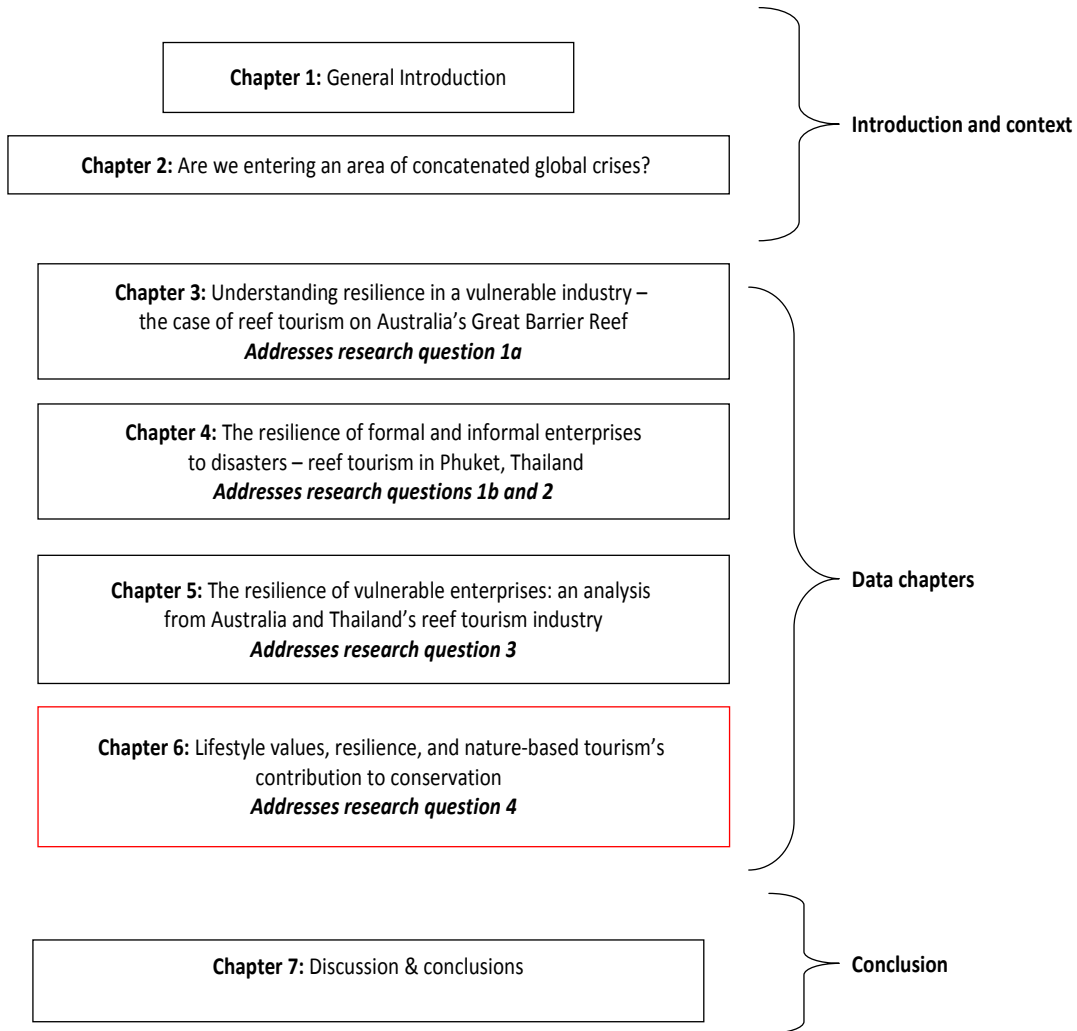 Chapter 1: General Introduction
Introduction and context
Chapter 2: Are we entering an area of concatenated global crises?
Chapter 3: Understanding resilience in a vulnerable industry –
the case of reef tourism on Australia's Great Barrier Reef
Addresses research question 1a
Chapter 4: The resilience of formal and informal enterprises
to disasters – reef tourism in Phuket, Thailand
Addresses research questions 1b and 2
Chapter 5: The resilience of vulnerable enterprises: an analysis
from Australia and Thailand's reef tourism industry
Addresses research question 3
Data chapters
Chapter 6: Lifestyle values, resilience, and nature-based tourism's
contribution to conservation
Addresses research question 4
Chapter 7: Discussion & conclusions
Conclusion